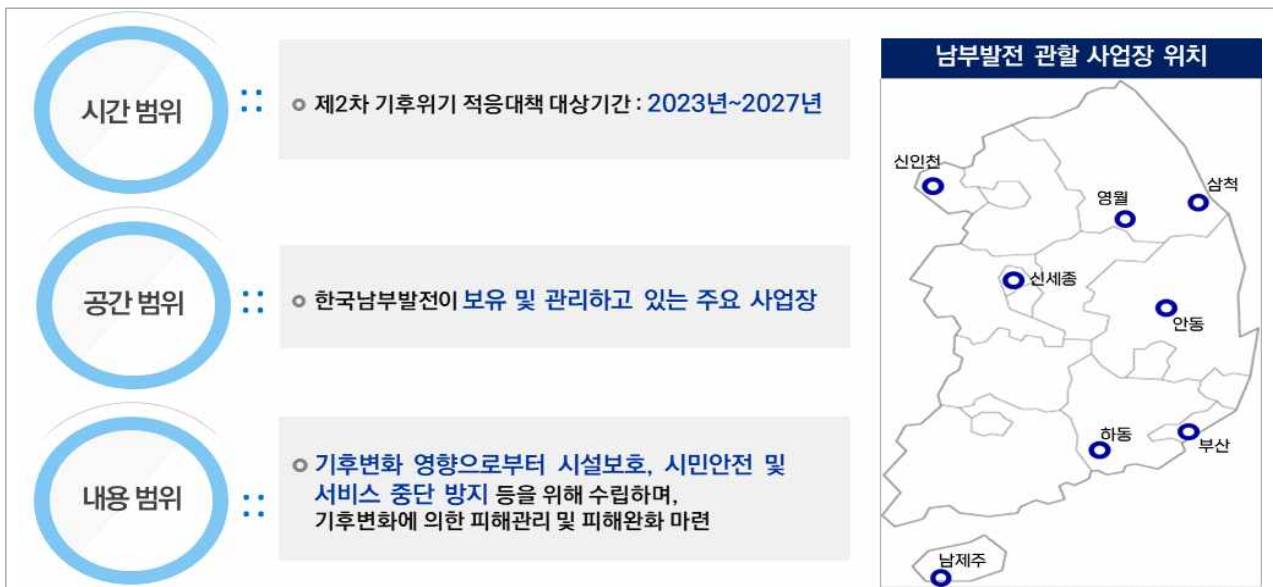 시간 범위
제2차 기후위기 적응대책 대상기간 : 2023년~2027년
공간 범위
한국남부발전이 보유 및 관리하고 있는 주요 사업장
내용 범위
기후변화 영향으로부터 시설보호, 시민안전 및
서비스 중단 방지 등을 위해 수립하며,
기후변화에 의한 피해관리 및 피해완화 마련
남부발전 관할 사업장 위치
신인천
삼척
영월
신세종
안동
하동
부산
남제주